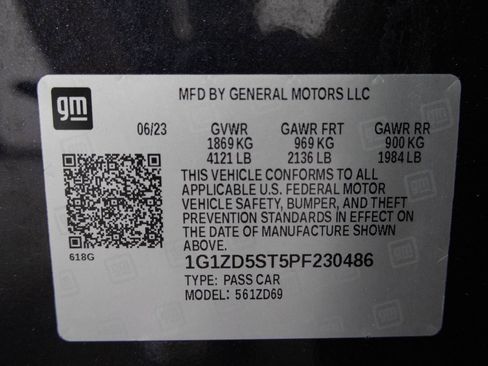 gm
MFD BY GENERAL MOTORS LLC
06/23 GVWR GAWR FRT GAWR RR
1869 KG 969 KG 900 KG
4121 LB 2136 LB 1984 LB
THIS VEHICLE CONFORMS TO ALL
APPLICABLE U.S. FEDERAL MOTOR
VEHICLE SAFETY, BUMPER, AND THEFT
PREVENTION STANDARDS IN EFFECT ON
THE DATE OF MANUFACTURE SHOWN
ABOVE.
618G
1G1ZD5ST5PF230486
TYPE: PASS CAR
MODEL: 561ZD69